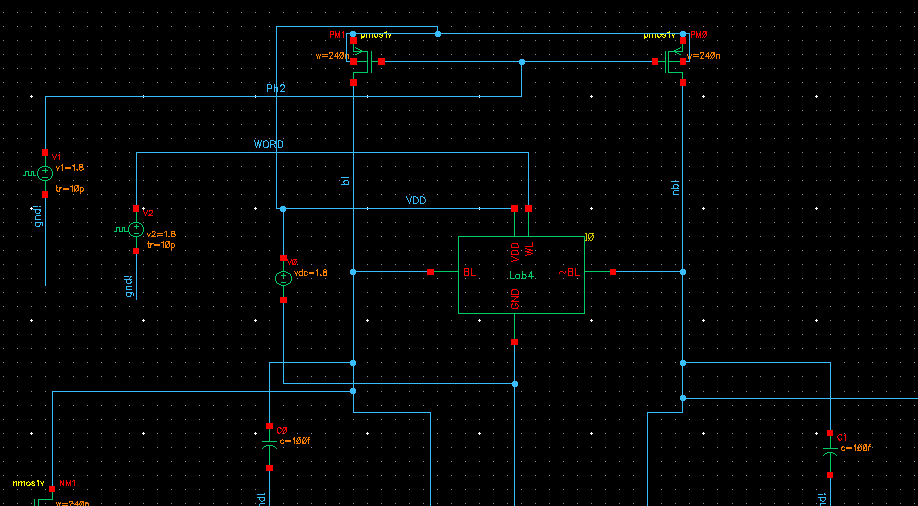 PM1
pmos1v
pmos1v
PM0
w=240n
w=240n
Ph2
WORD
V1
v1=1.8
tr=10p
gnd!
bl
nbl
VDD
V2
v2=1.8
tr=10p
gnd!
V0
vdc=1.8
I0
VDD
WL
BL
Lab4
~BL
GND
C0
c=100f
C1
c=100f
nmos1v
NM1
w=240n